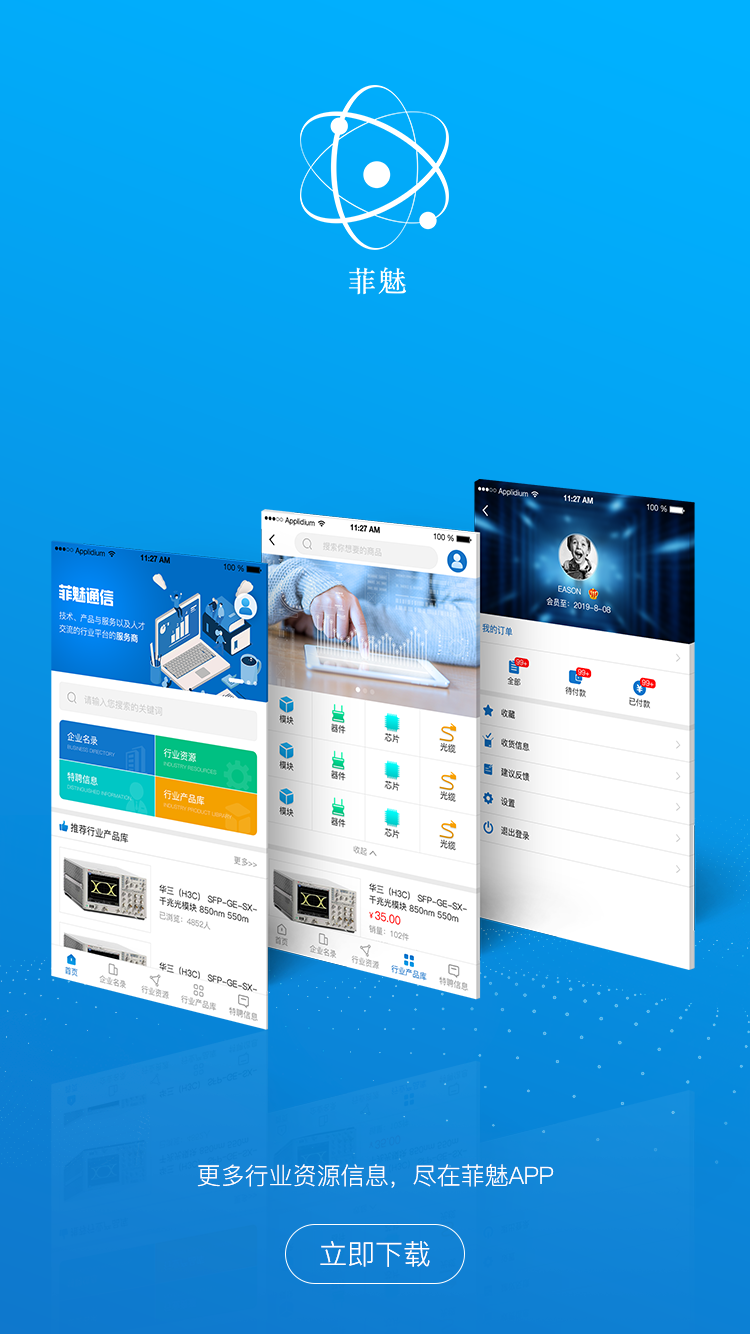 菲魅
Applidium
11:27 AM
100 %
菲魅通信
技术、产品与服务以及人才
交流的行业平台的服务商
请输入您搜索的关键词
企业名录
BUSINESS DIRECTORY
行业资源
INDUSTRY RESOURCES
特聘信息
DISTINGUISHED INFORMATION
行业产品库
INDUSTRY PRODUCT LIBRARY
推荐行业产品库
更多>>
华三（H3C） SFP-GE-SX-
千兆光模块 850nm 550m
已浏览：4852人
华三（H3C） SFP-GE-SX-
首页
企业名录
行业资源
行业产品库
特聘信息
Applidium
11:27 AM
100 %
搜索你想要的商品
模块
器件
芯片
光缆
模块
器件
芯片
光缆
模块
器件
芯片
光缆
收起
华三（H3C） SFP-GE-SX-
千兆光模块 850nm 550m
¥35.00
销量：102件
首页
企业名录
行业资源
行业产品库
特聘信息
Applidium
11:27 AM
100 %
EASON
会员至：2019-8-08
我的订单
99+
99+
99+
全部
待付款
已付款
收藏
收货信息
建议反馈
设置
退出登录
更多行业资源信息，尽在菲魅APP
立即下载